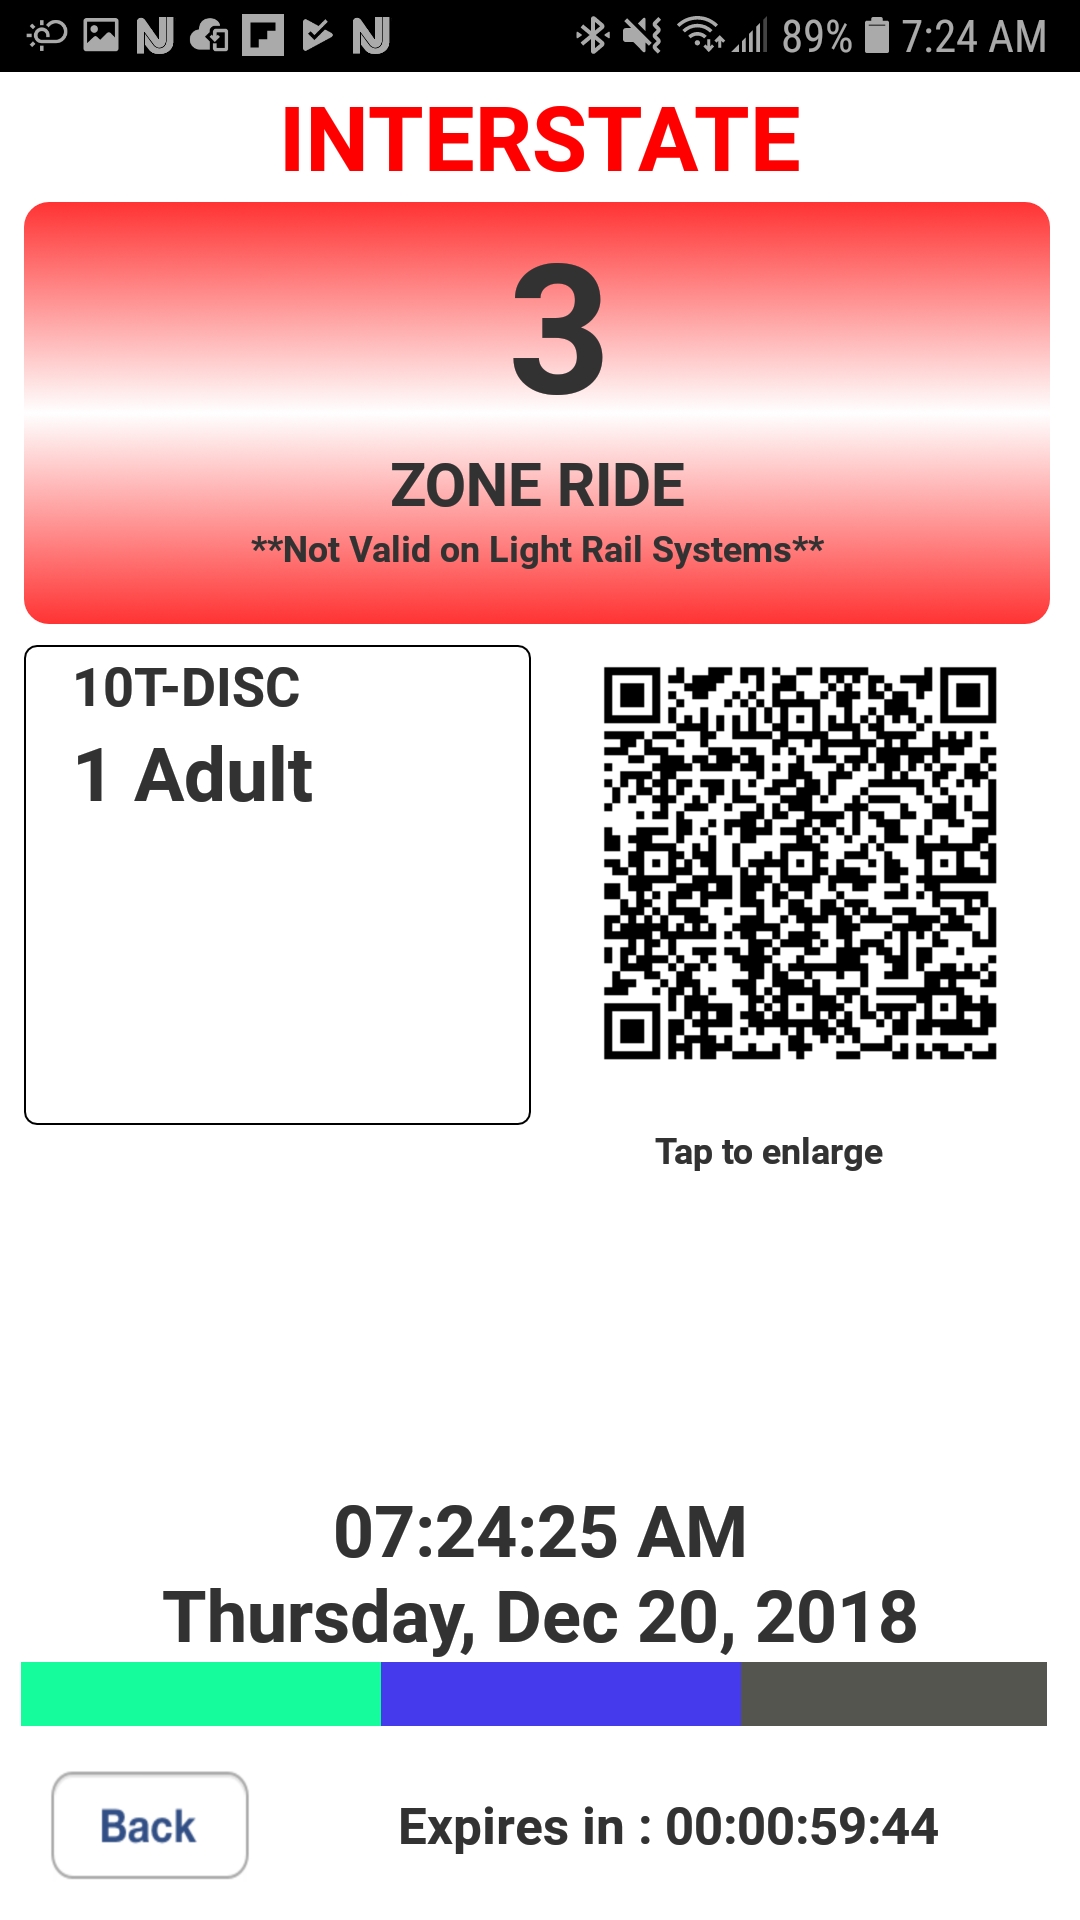 89% 7:24 AM
INTERSTATE
3
ZONE RIDE
**Not Valid on Light Rail Systems**
10T-DISC
1 Adult
Tap to enlarge
07:24:25 AM
Thursday, Dec 20, 2018
Back
Expires in : 00:00:59:44